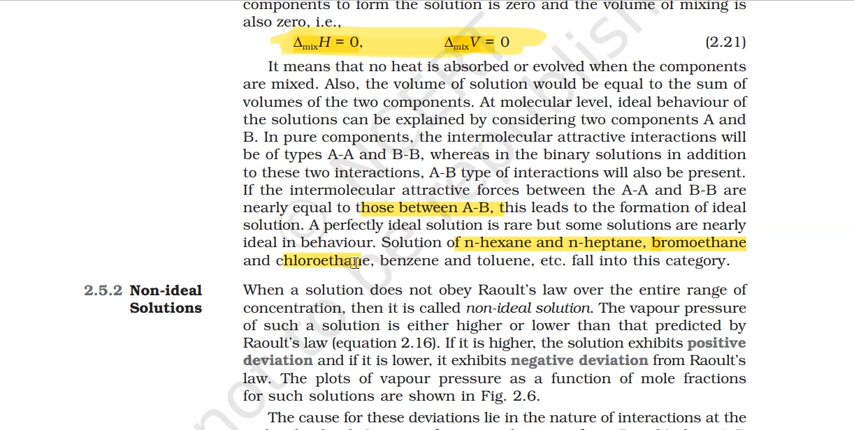 components to form the solution is zero and the volume of mixing is
also zero, i.e.,
ΔmixH = 0, ΔmixV = 0 (2.21)
It means that no heat is absorbed or evolved when the components
are mixed. Also, the volume of solution would be equal to the sum of
volumes of the two components. At molecular level, ideal behaviour of
the solutions can be explained by considering two components A and
B. In pure components, the intermolecular attractive interactions will
be of types A-A and B-B, whereas in the binary solutions in addition
to these two interactions, A-B type of interactions will also be present.
If the intermolecular attractive forces between the A-A and B-B are
nearly equal to those between A-B, this leads to the formation of ideal
solution. A perfectly ideal solution is rare but some solutions are nearly
ideal in behaviour. Solution of n-hexane and n-heptane, bromoethane
and chloroethane, benzene and toluene, etc. fall into this category.
2.5.2 Non-ideal
Solutions
When a solution does not obey Raoult's law over the entire range of
concentration, then it is called non-ideal solution. The vapour pressure
of such a solution is either higher or lower than that predicted by
Raoult's law (equation 2.16). If it is higher, the solution exhibits positive
deviation and if it is lower, it exhibits negative deviation from Raoult's
law. The plots of vapour pressure as a function of mole fractions
for such solutions are shown in Fig. 2.6.
The cause for these deviations lie in the nature of interactions at the
© NCERT
not to be republish